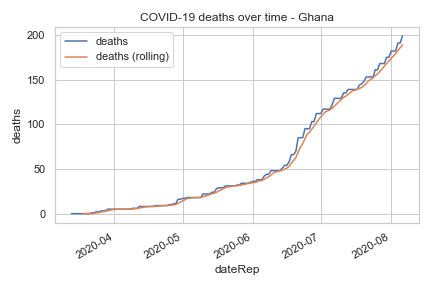 COVID-19 deaths over time - Ghana
deaths
deaths (rolling)
200
150
100
50
0
deaths
2020-04
2020-05
2020-06
2020-07
2020-08
dateRep